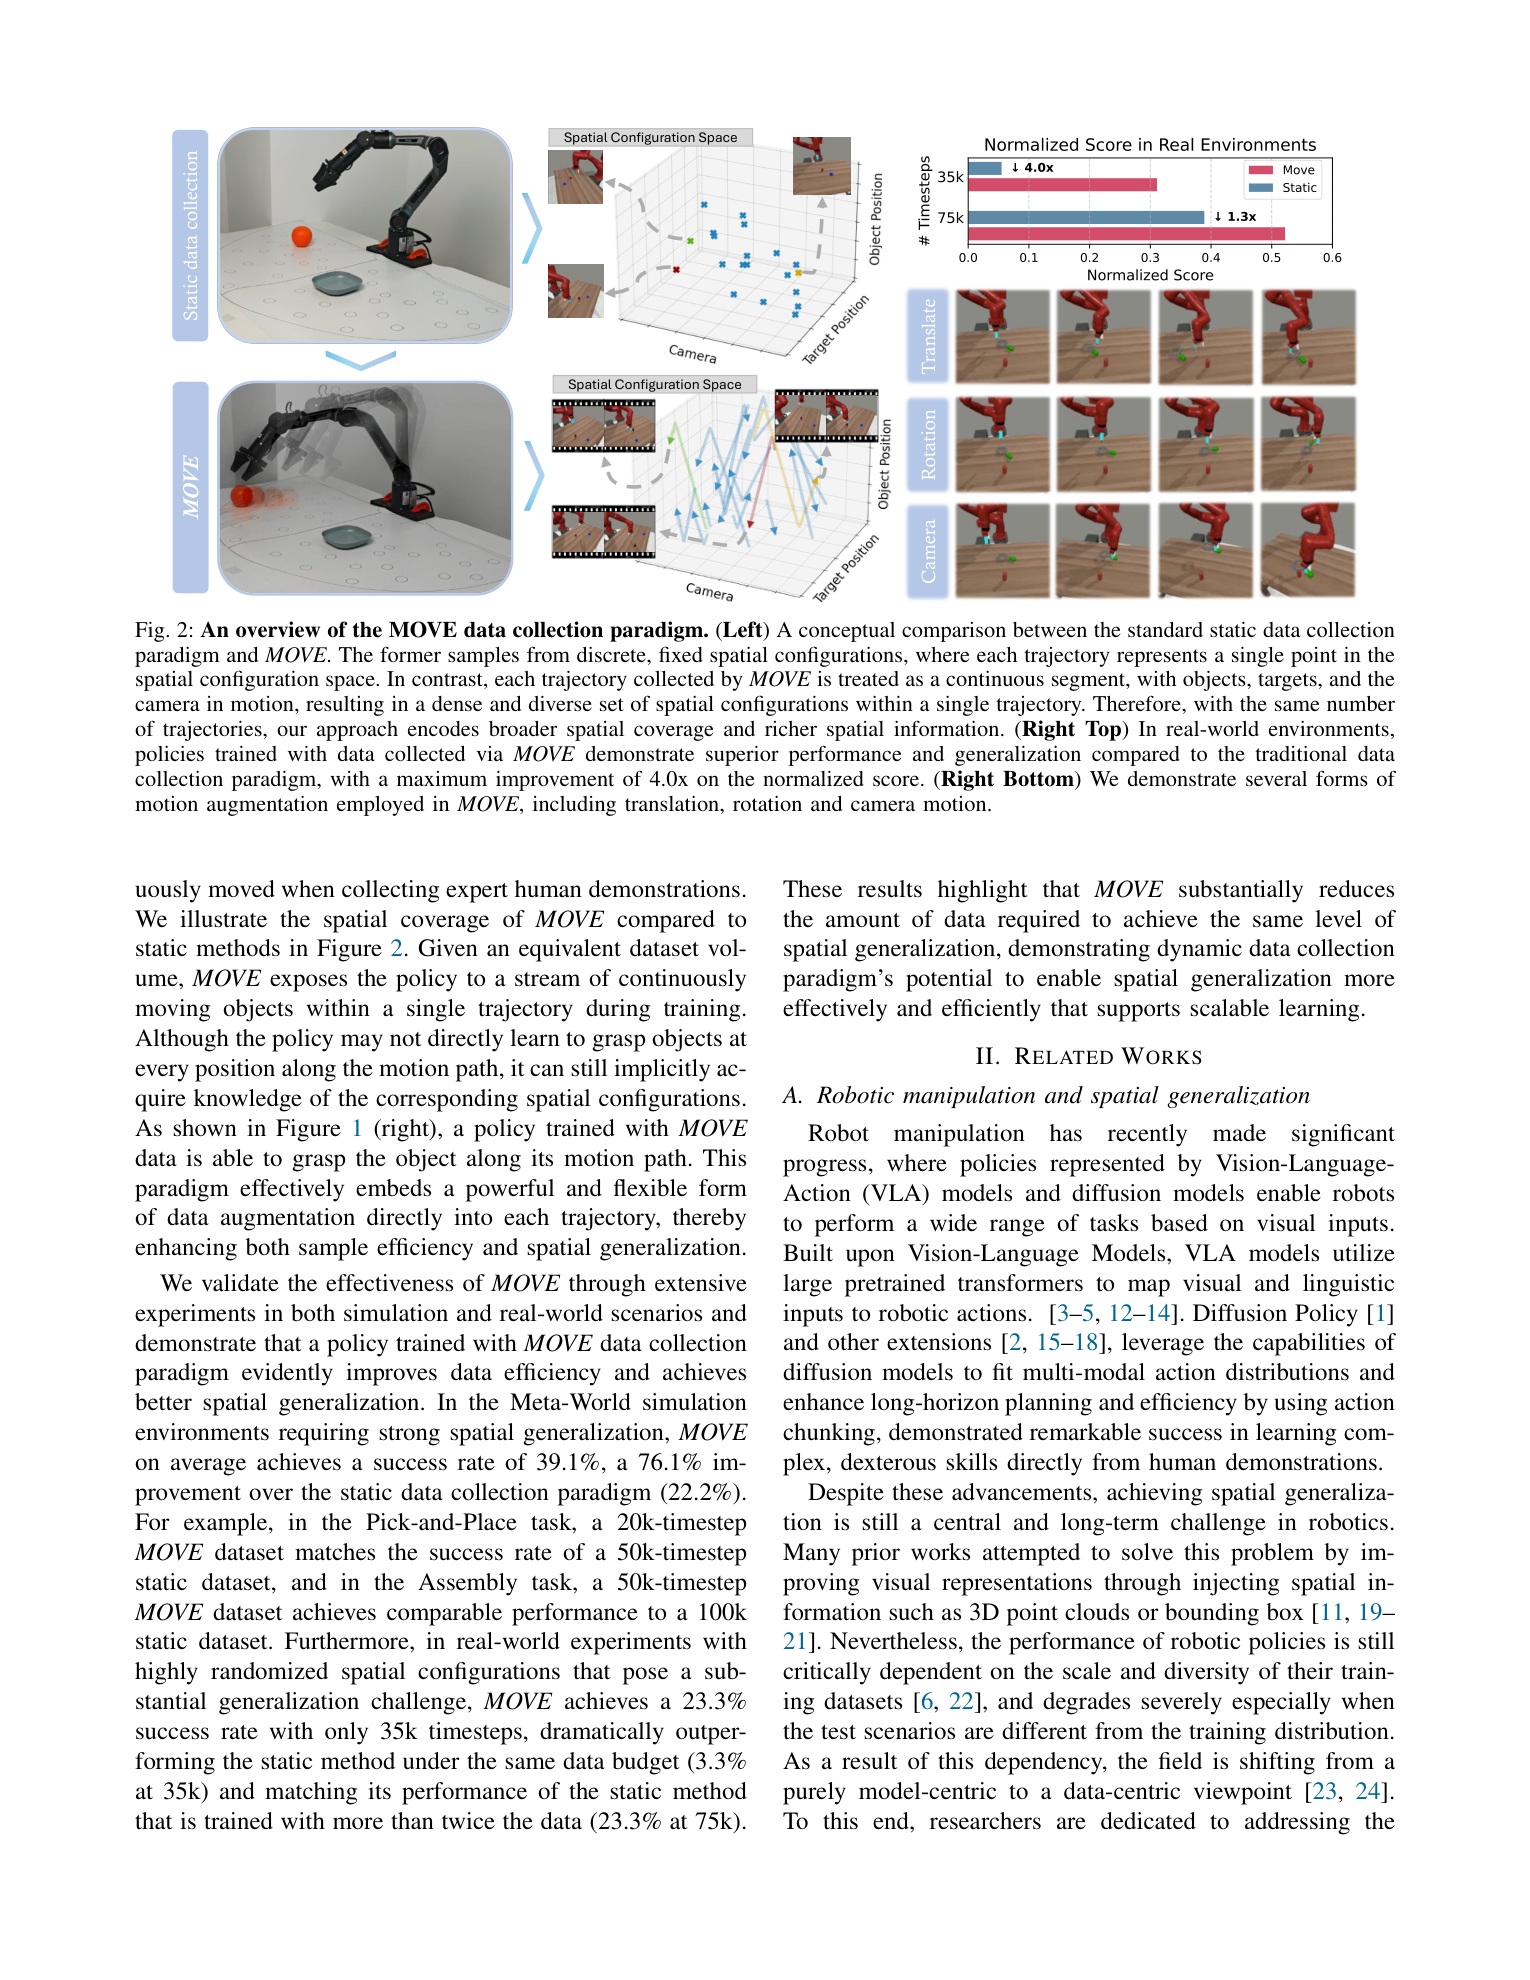 Static data collection
MOVE
Spatial Configuration Space
Object Position
Target Position
Camera
Spatial Configuration Space
Object Position
Target Position
Camera
Normalized Score in Real Environments
# Timesteps
35k
75k
↓ 4.0x
↓ 1.3x
Move
Static
0.0 0.1 0.2 0.3 0.4 0.5 0.6
Normalized Score
Translate
Rotation
Camera
Fig. 2: An overview of the MOVE data collection paradigm. (Left) A conceptual comparison between the standard static data collection
paradigm and MOVE. The former samples from discrete, fixed spatial configurations, where each trajectory represents a single point in the
spatial configuration space. In contrast, each trajectory collected by MOVE is treated as a continuous segment, with objects, targets, and the
camera in motion, resulting in a dense and diverse set of spatial configurations within a single trajectory. Therefore, with the same number
of trajectories, our approach encodes broader spatial coverage and richer spatial information. (Right Top) In real-world environments,
policies trained with data collected via MOVE demonstrate superior performance and generalization compared to the traditional data
collection paradigm, with a maximum improvement of 4.0x on the normalized score. (Right Bottom) We demonstrate several forms of
motion augmentation employed in MOVE, including translation, rotation and camera motion.
uously moved when collecting expert human demonstrations.
We illustrate the spatial coverage of MOVE compared to
static methods in Figure 2. Given an equivalent dataset vol-
ume, MOVE exposes the policy to a stream of continuously
moving objects within a single trajectory during training.
Although the policy may not directly learn to grasp objects at
every position along the motion path, it can still implicitly ac-
quire knowledge of the corresponding spatial configurations.
As shown in Figure 1 (right), a policy trained with MOVE
data is able to grasp the object along its motion path. This
paradigm effectively embeds a powerful and flexible form
of data augmentation directly into each trajectory, thereby
enhancing both sample efficiency and spatial generalization.
We validate the effectiveness of MOVE through extensive
experiments in both simulation and real-world scenarios and
demonstrate that a policy trained with MOVE data collection
paradigm evidently improves data efficiency and achieves
better spatial generalization. In the Meta-World simulation
environments requiring strong spatial generalization, MOVE
on average achieves a success rate of 39.1%, a 76.1% im-
provement over the static data collection paradigm (22.2%).
For example, in the Pick-and-Place task, a 20k-timestep
MOVE dataset matches the success rate of a 50k-timestep
static dataset, and in the Assembly task, a 50k-timestep
MOVE dataset achieves comparable performance to a 100k
static dataset. Furthermore, in real-world experiments with
highly randomized spatial configurations that pose a sub-
stantial generalization challenge, MOVE achieves a 23.3%
success rate with only 35k timesteps, dramatically outper-
forming the static method under the same data budget (3.3%
at 35k) and matching its performance of the static method
that is trained with more than twice the data (23.3% at 75k).
These results highlight that MOVE substantially reduces
the amount of data required to achieve the same level of
spatial generalization, demonstrating dynamic data collection
paradigm's potential to enable spatial generalization more
effectively and efficiently that supports scalable learning.
II. RELATED WORKS
A. Robotic manipulation and spatial generalization
Robot manipulation has recently made significant
progress, where policies represented by Vision-Language-
Action (VLA) models and diffusion models enable robots
to perform a wide range of tasks based on visual inputs.
Built upon Vision-Language Models, VLA models utilize
large pretrained transformers to map visual and linguistic
inputs to robotic actions. [3–5, 12–14]. Diffusion Policy [1]
and other extensions [2, 15–18], leverage the capabilities of
diffusion models to fit multi-modal action distributions and
enhance long-horizon planning and efficiency by using action
chunking, demonstrated remarkable success in learning com-
plex, dexterous skills directly from human demonstrations.
Despite these advancements, achieving spatial generaliza-
tion is still a central and long-term challenge in robotics.
Many prior works attempted to solve this problem by im-
proving visual representations through injecting spatial in-
formation such as 3D point clouds or bounding box [11, 19–
21]. Nevertheless, the performance of robotic policies is still
critically dependent on the scale and diversity of their train-
ing datasets [6, 22], and degrades severely especially when
the test scenarios are different from the training distribution.
As a result of this dependency, the field is shifting from a
purely model-centric to a data-centric viewpoint [23, 24].
To this end, researchers are dedicated to addressing the